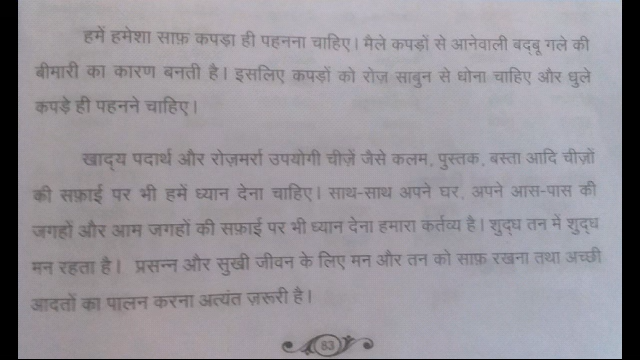 हमें हमेशा साफ़ कपड़ा ही पहनना चाहिए। मैले कपड़ों से आनेवाली बद्बू गले की
बीमारी का कारण बनती है। इसलिए कपड़ों को रोज़ साबुन से धोना चाहिए और धुले
कपड़े ही पहनने चाहिए।
खाद्य पदार्थ और रोज़मर्रा उपयोगी चीज़ें जैसे कलम, पुस्तक, बस्ता आदि चीज़ों
की सफ़ाई पर भी हमें ध्यान देना चाहिए। साथ-साथ अपने घर, अपने आस-पास की
जगहों और आम जगहों की सफ़ाई पर भी ध्यान देना हमारा कर्तव्य है। शुद्ध तन में शुद्ध
मन रहता है। प्रसन्न और सुखी जीवन के लिए मन और तन को साफ़ रखना तथा अच्छी
आदतों का पालन करना अत्यंत ज़रूरी है।
83